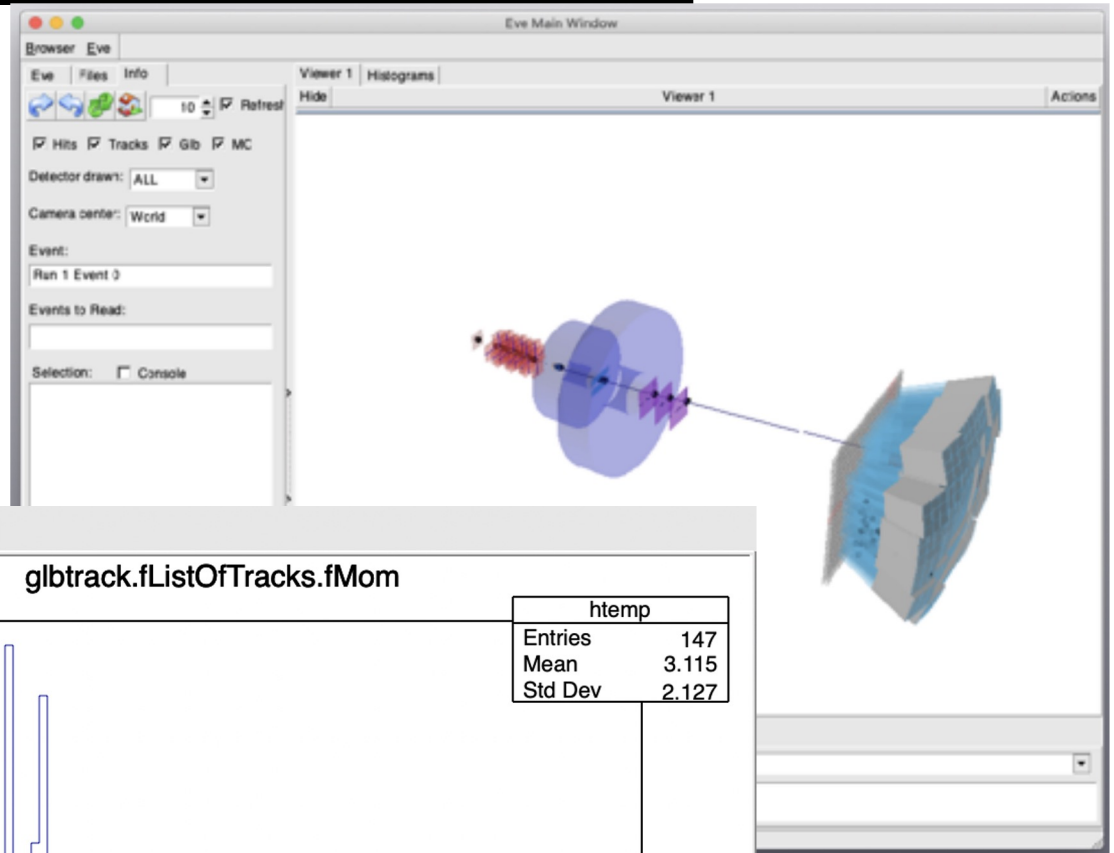 Eve Main Window
Browser Eve
Eve Files Info
Viewer 1 Histograms
Hide Viewer 1 Actions
10 Refresh
Hits Tracks Glb MC
Detector drawn: ALL
Camera center: World
Event:
Run 1 Event 0
Events to Read:
Selection: Console
glbtrack.fListOfTracks.fMom
htemp
Entries 147
Mean 3.115
Std Dev 2.127